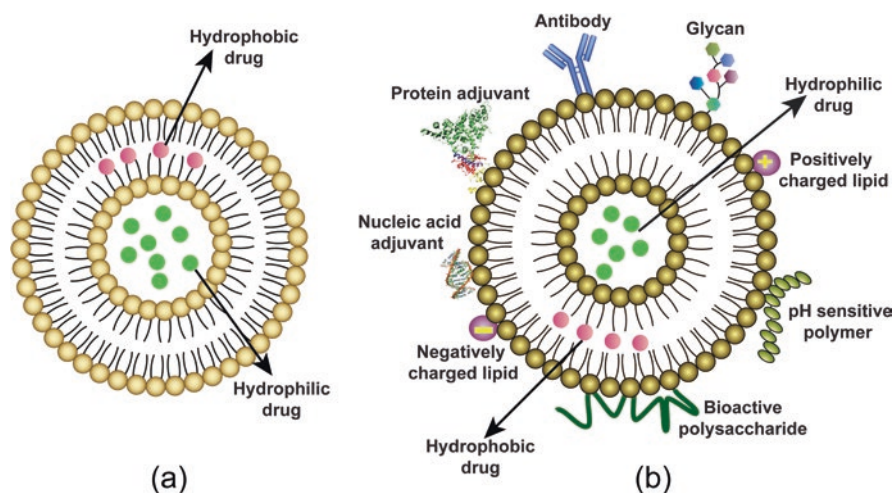 Hydrophobic
drug
Hydrophilic
drug
(a)
Antibody
Glycan
Protein adjuvant
Hydrophilic
drug
+
Positively
charged lipid
Nucleic acid
adjuvant
pH sensitive
polymer
−
Negatively
charged lipid
Bioactive
polysaccharide
Hydrophobic
drug
(b)